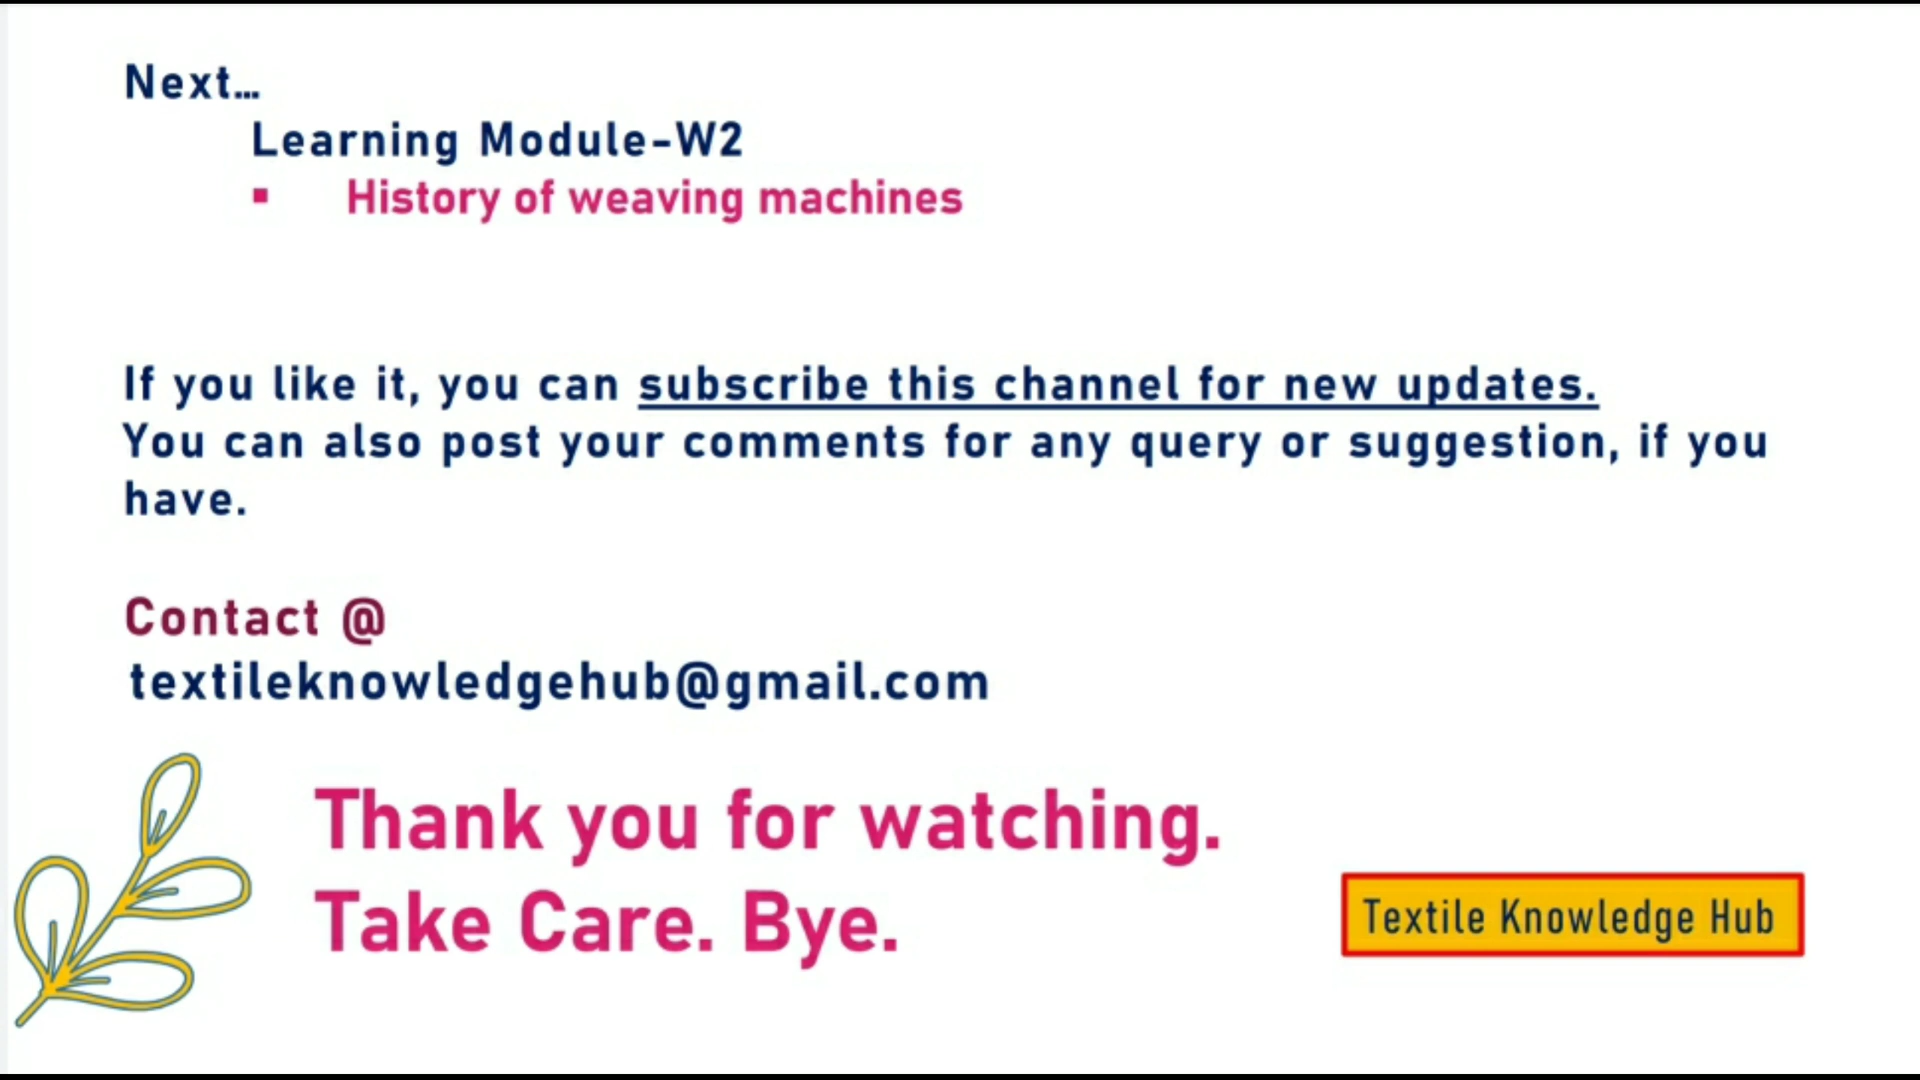 Next…
Learning Module-W2
▪ History of weaving machines
If you like it, you can subscribe this channel for new updates.
You can also post your comments for any query or suggestion, if you
have.
Contact @
textileknowledgehub@gmail.com
Thank you for watching.
Take Care. Bye.
Textile Knowledge Hub